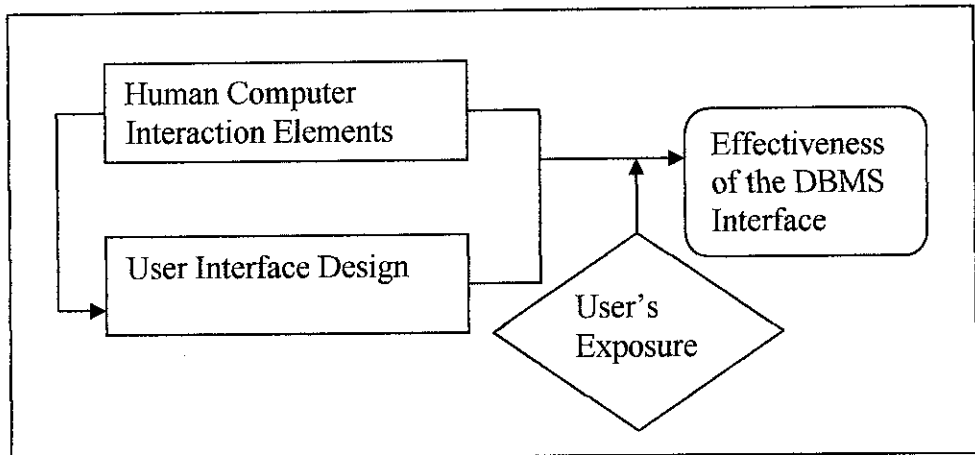 Human Computer
Interaction Elements
Effectiveness
of the DBMS
Interface
User Interface Design
User's
Exposure